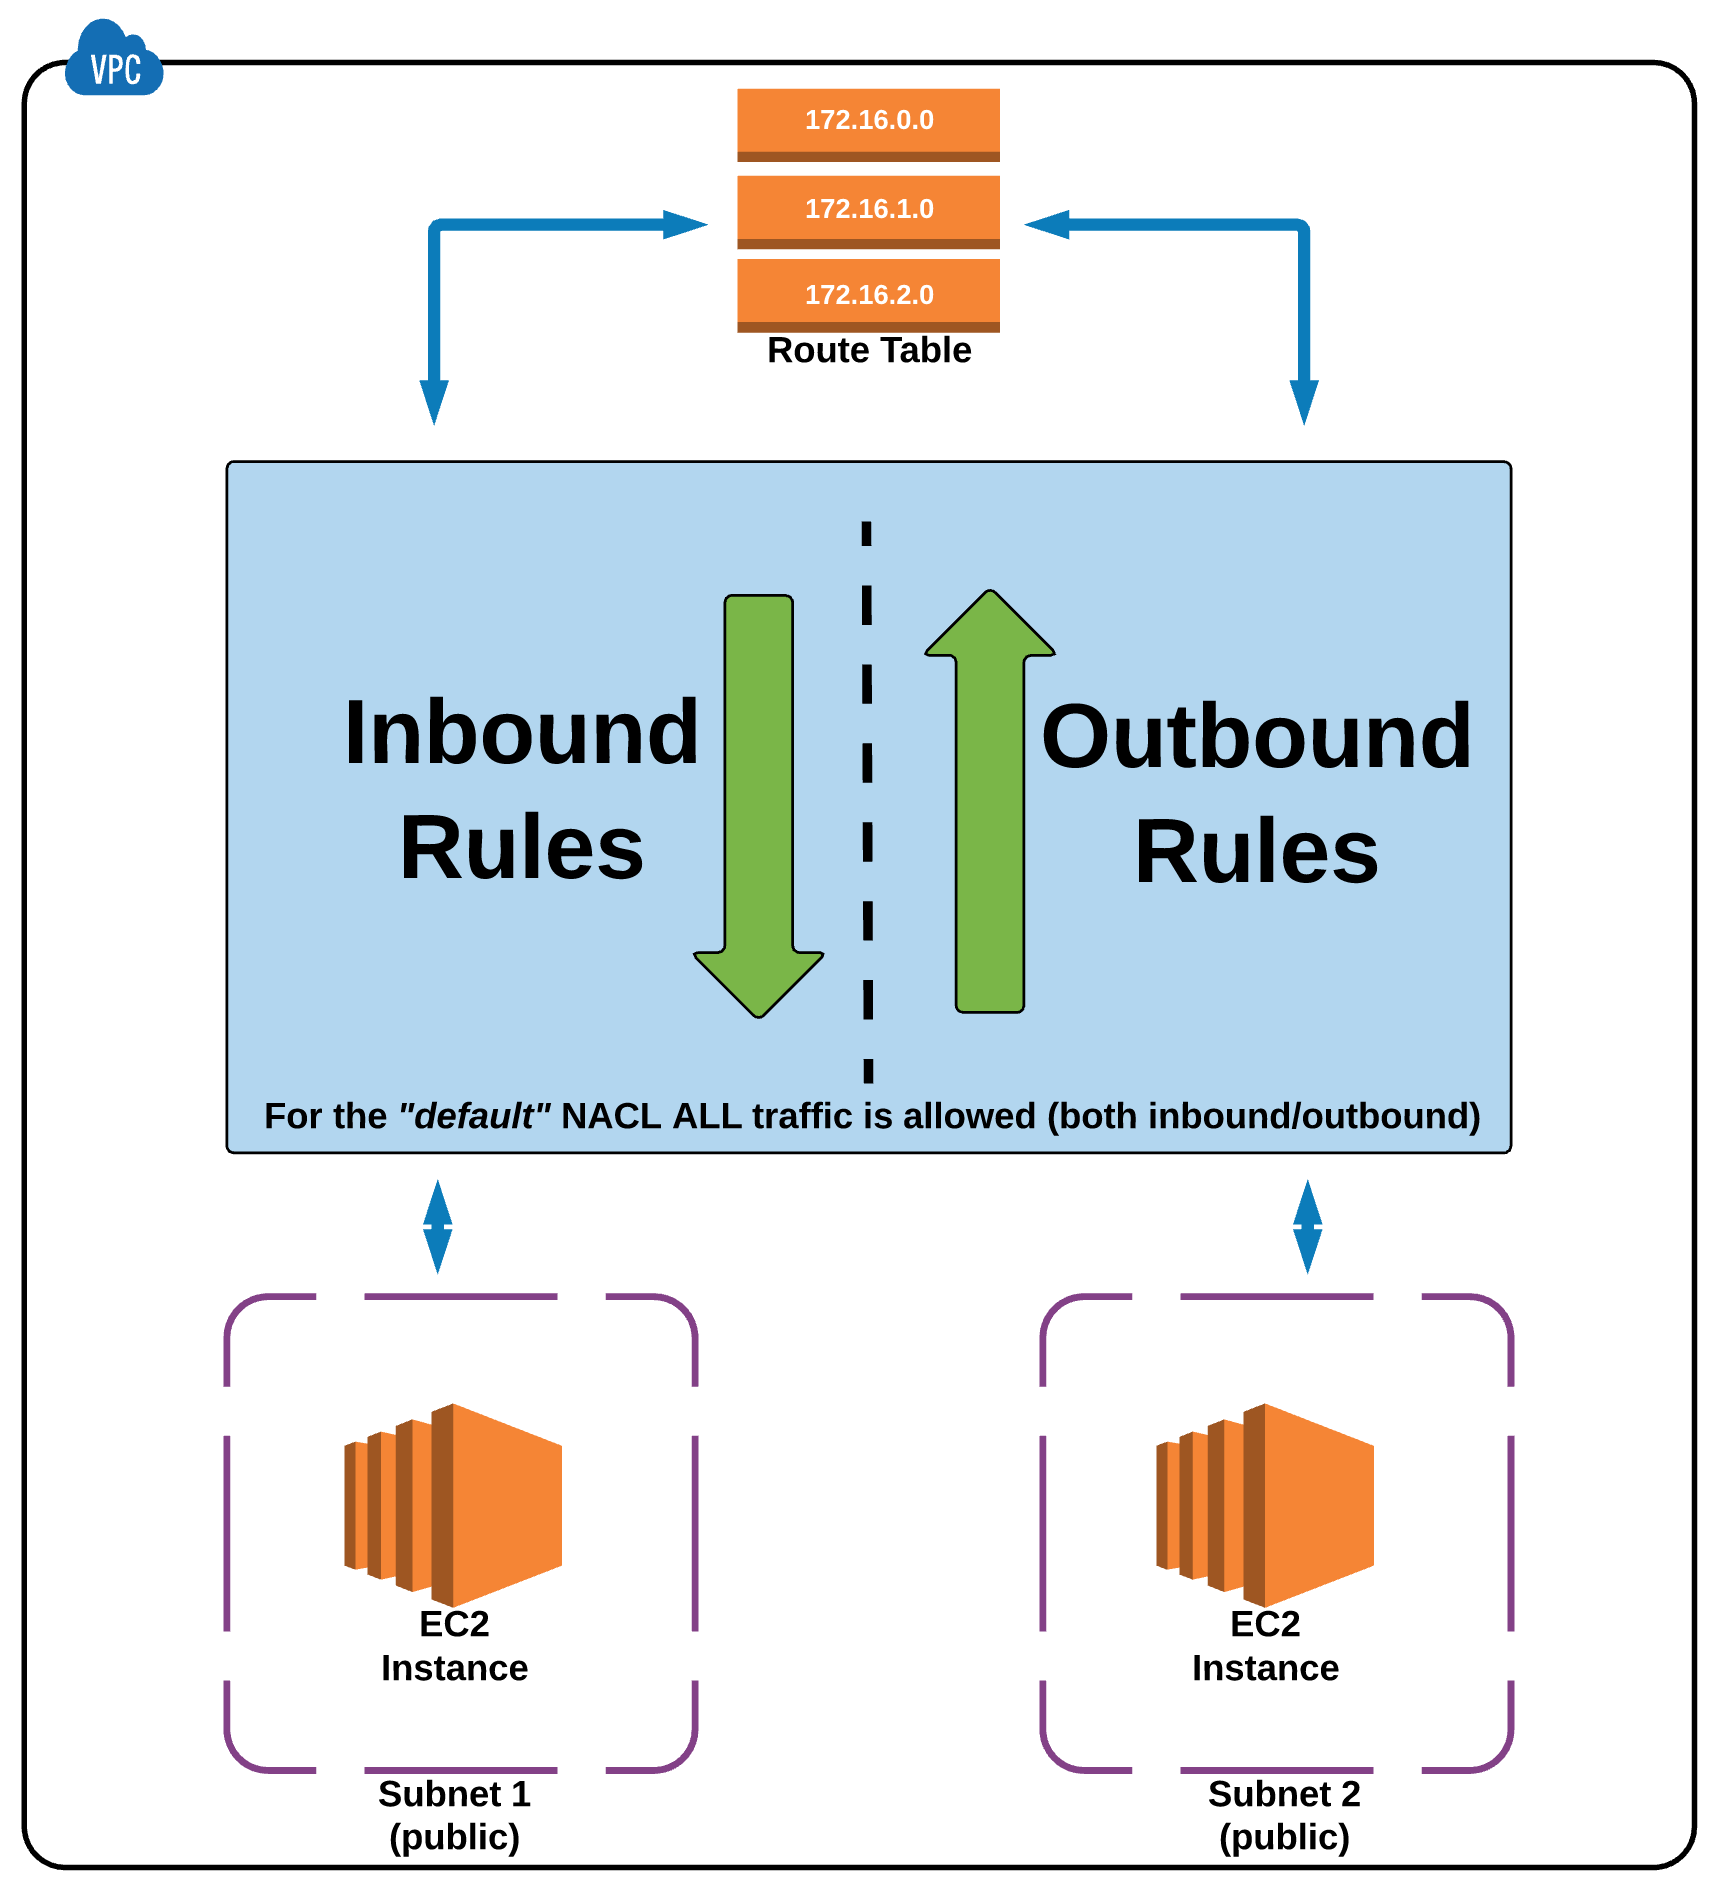 VPC
172.16.0.0
172.16.1.0
172.16.2.0
Route Table
Inbound
Rules
Outbound
Rules
For the "default" NACL ALL traffic is allowed (both inbound/outbound)
EC2
Instance
EC2
Instance
Subnet 1
(public)
Subnet 2
(public)